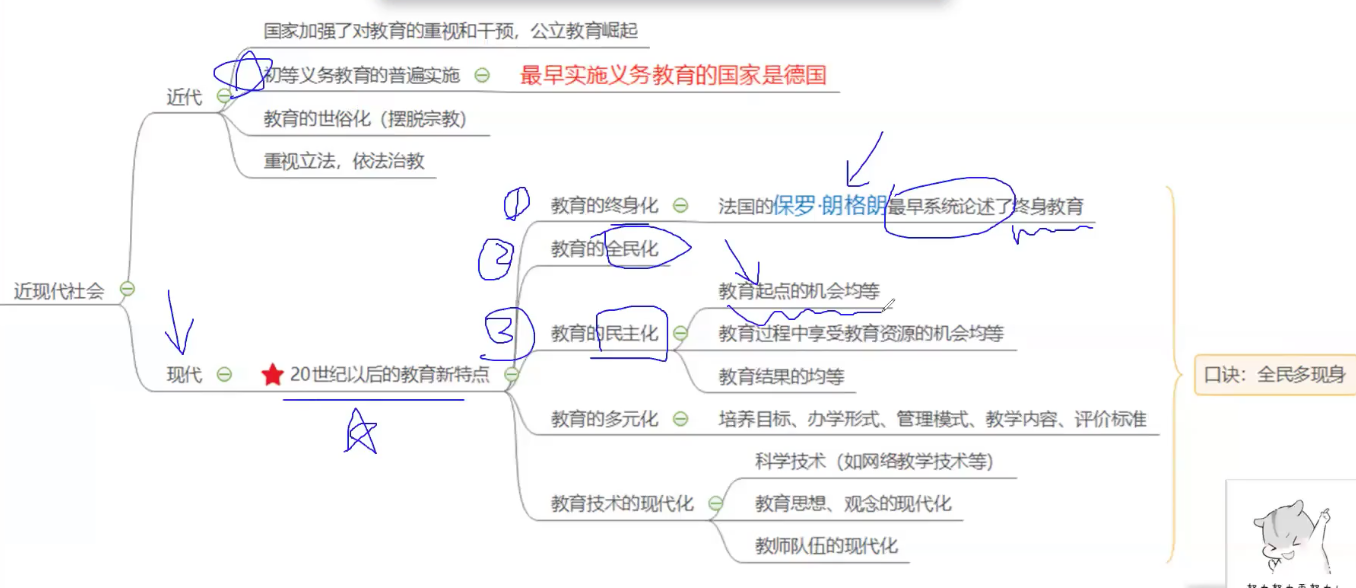 国家加强了对教育的重视和干预，公立教育崛起
初等义务教育的普遍实施
最早实施义务教育的国家是德国
近代
教育的世俗化（摆脱宗教）
重视立法，依法治教
近现代社会
现代
20世纪以后的教育新特点
①
教育的终身化
法国的保罗·朗格朗最早系统论述了终身教育
②
教育的全民化
③
教育的民主化
教育起点的机会均等
教育过程中享受教育资源的机会均等
教育结果的均等
教育的多元化
培养目标、办学形式、管理模式、教学内容、评价标准
教育技术的现代化
科学技术（如网络教学技术等）
教育思想、观念的现代化
教师队伍的现代化
口诀：全民多现身